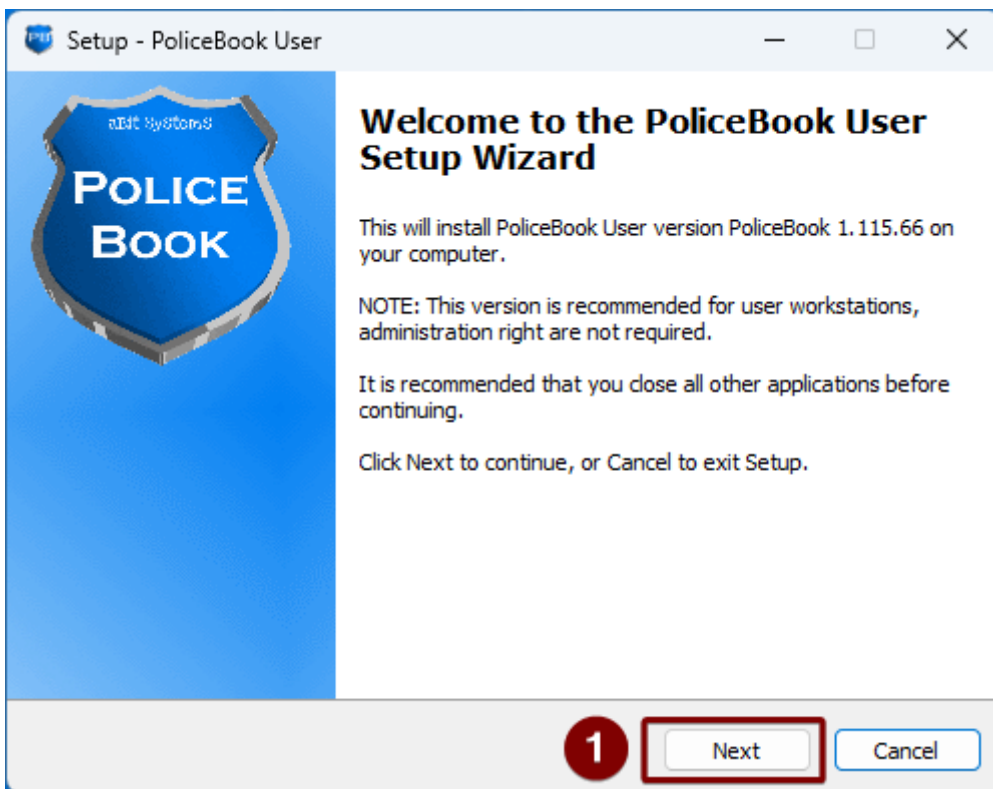 Setup - PoliceBook User
aBit Systems
POLICE
BOOK
Welcome to the PoliceBook User
Setup Wizard
This will install PoliceBook User version PoliceBook 1.115.66 on
your computer.
NOTE: This version is recommended for user workstations,
administration right are not required.
It is recommended that you close all other applications before
continuing.
Click Next to continue, or Cancel to exit Setup.
1
Next
Cancel